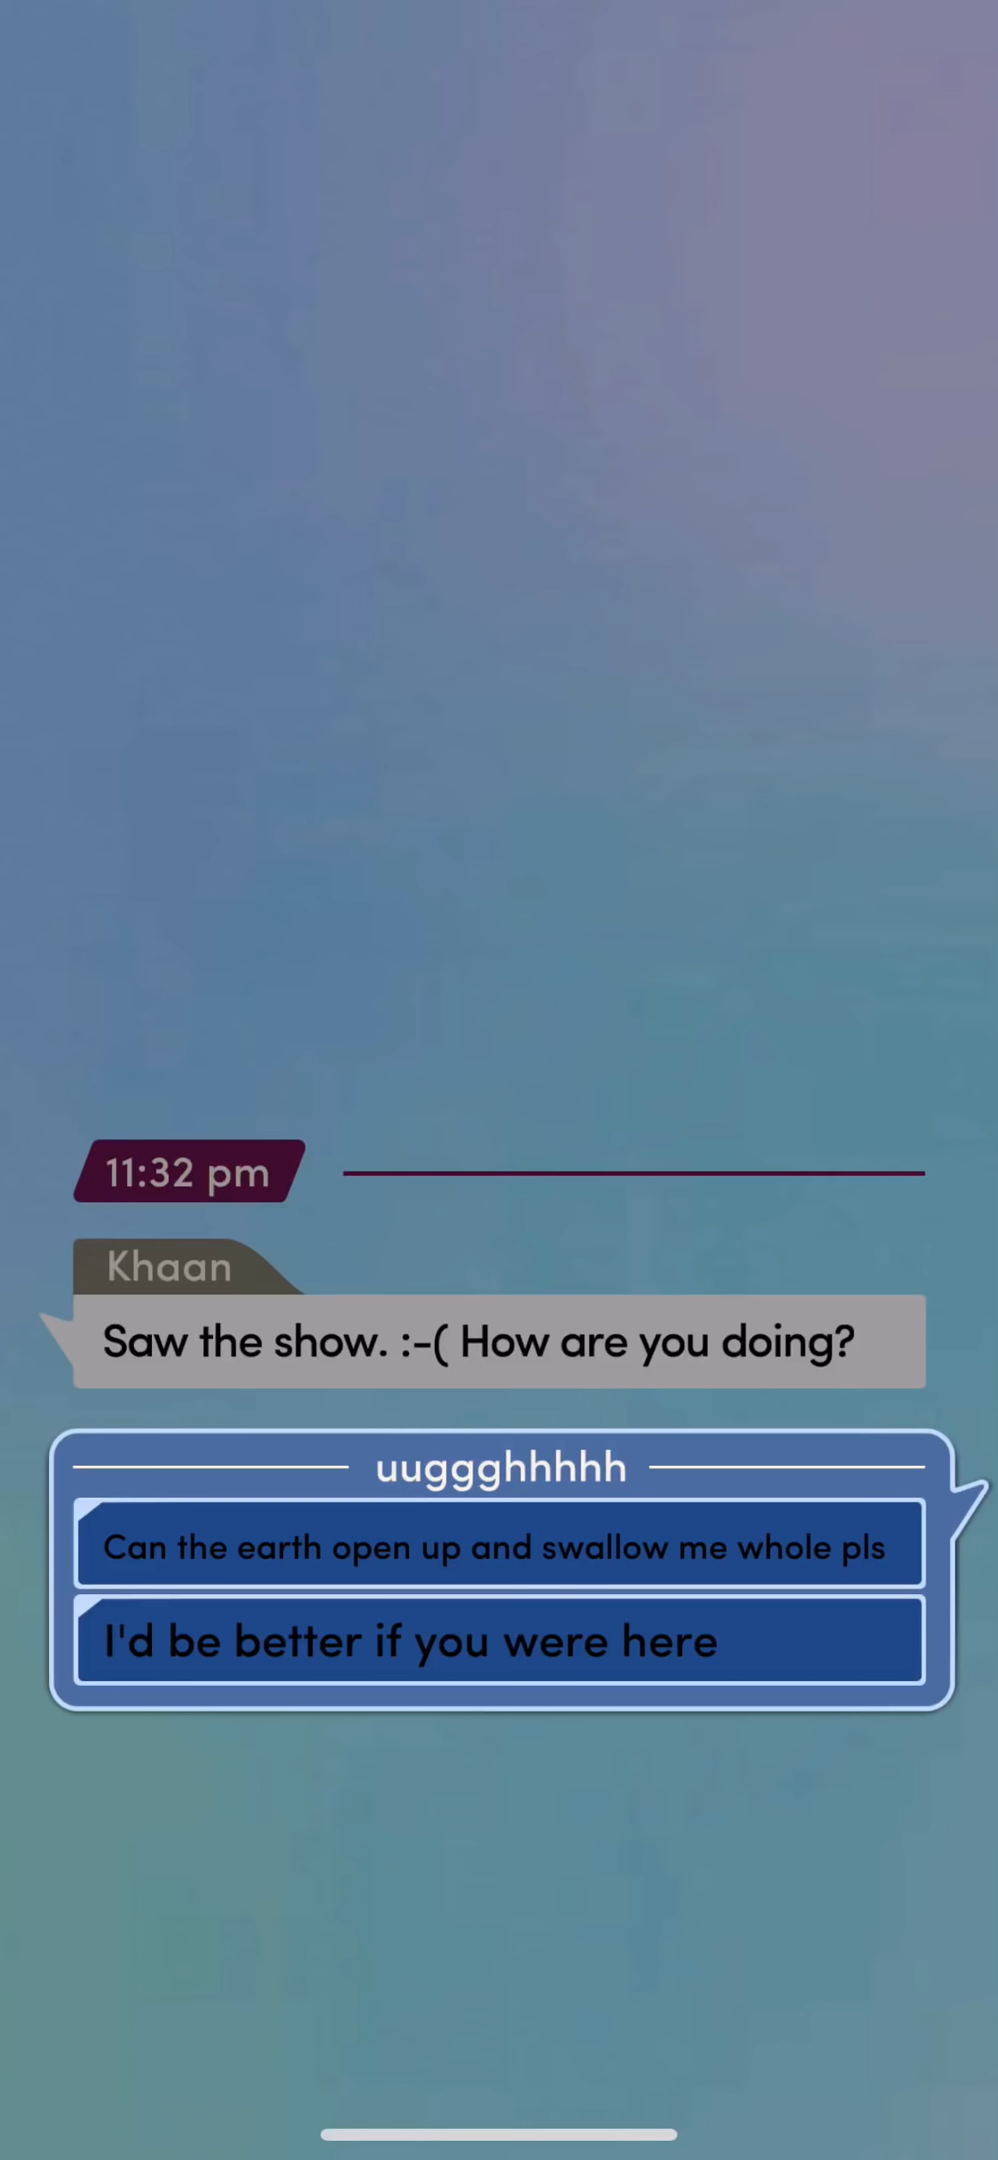 11:32 pm
Khaan
Saw the show. :-( How are you doing?
uuggghhhhh
Can the earth open up and swallow me whole pls
I'd be better if you were here